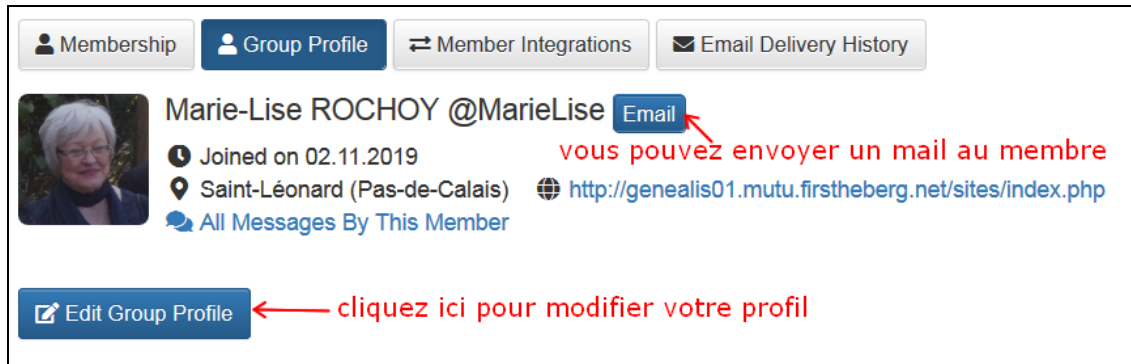 Membership Group Profile Member Integrations Email Delivery History
Marie-Lise ROCHOY @MarieLise Email
Joined on 02.11.2019 vous pouvez envoyer un mail au membre
Saint-Léonard (Pas-de-Calais) http://genealis01.mutu.firstheberg.net/sites/index.php
All Messages By This Member
Edit Group Profile cliquez ici pour modifier votre profil